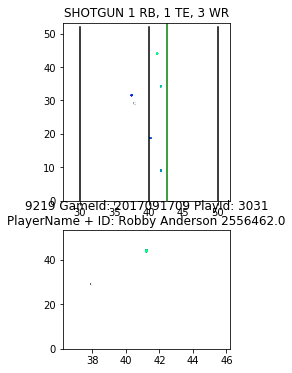 SHOTGUN 1 RB, 1 TE, 3 WR
50
40
30
20
10
0
30 35 40 45 50
9219 GameId: 2017091709 PlayId: 3031
PlayerName + ID: Robby Anderson 2556462.0
40
20
0
38 40 42 44 46